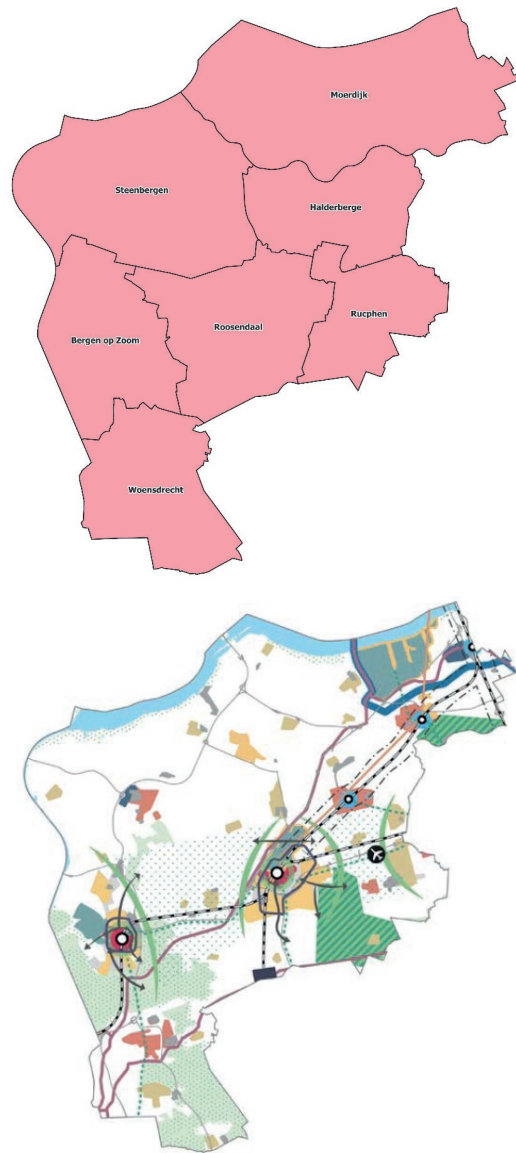 Moerdijk
Steenbergen
Halderberge
Roosendaal
Rucphen
Bergen op Zoom
Woensdrecht